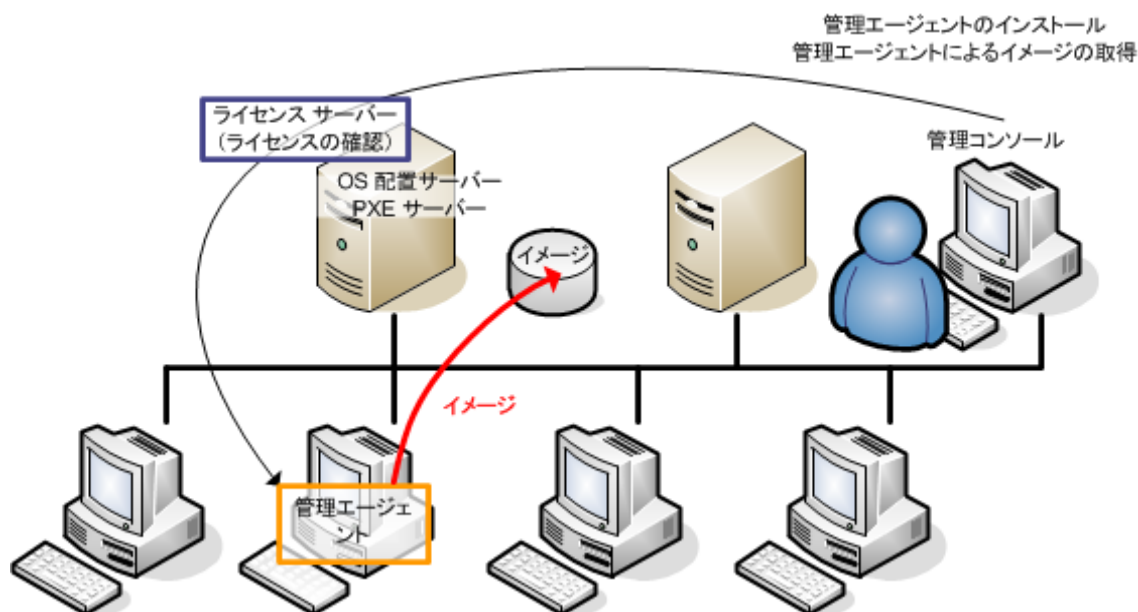 管理エージェントのインストール
管理エージェントによるイメージの取得
ライセンス サーバー
（ライセンスの確認）
管理コンソール
OS 配置サーバー
PXE サーバー
イメージ
イメージ
管理エージェ
ント